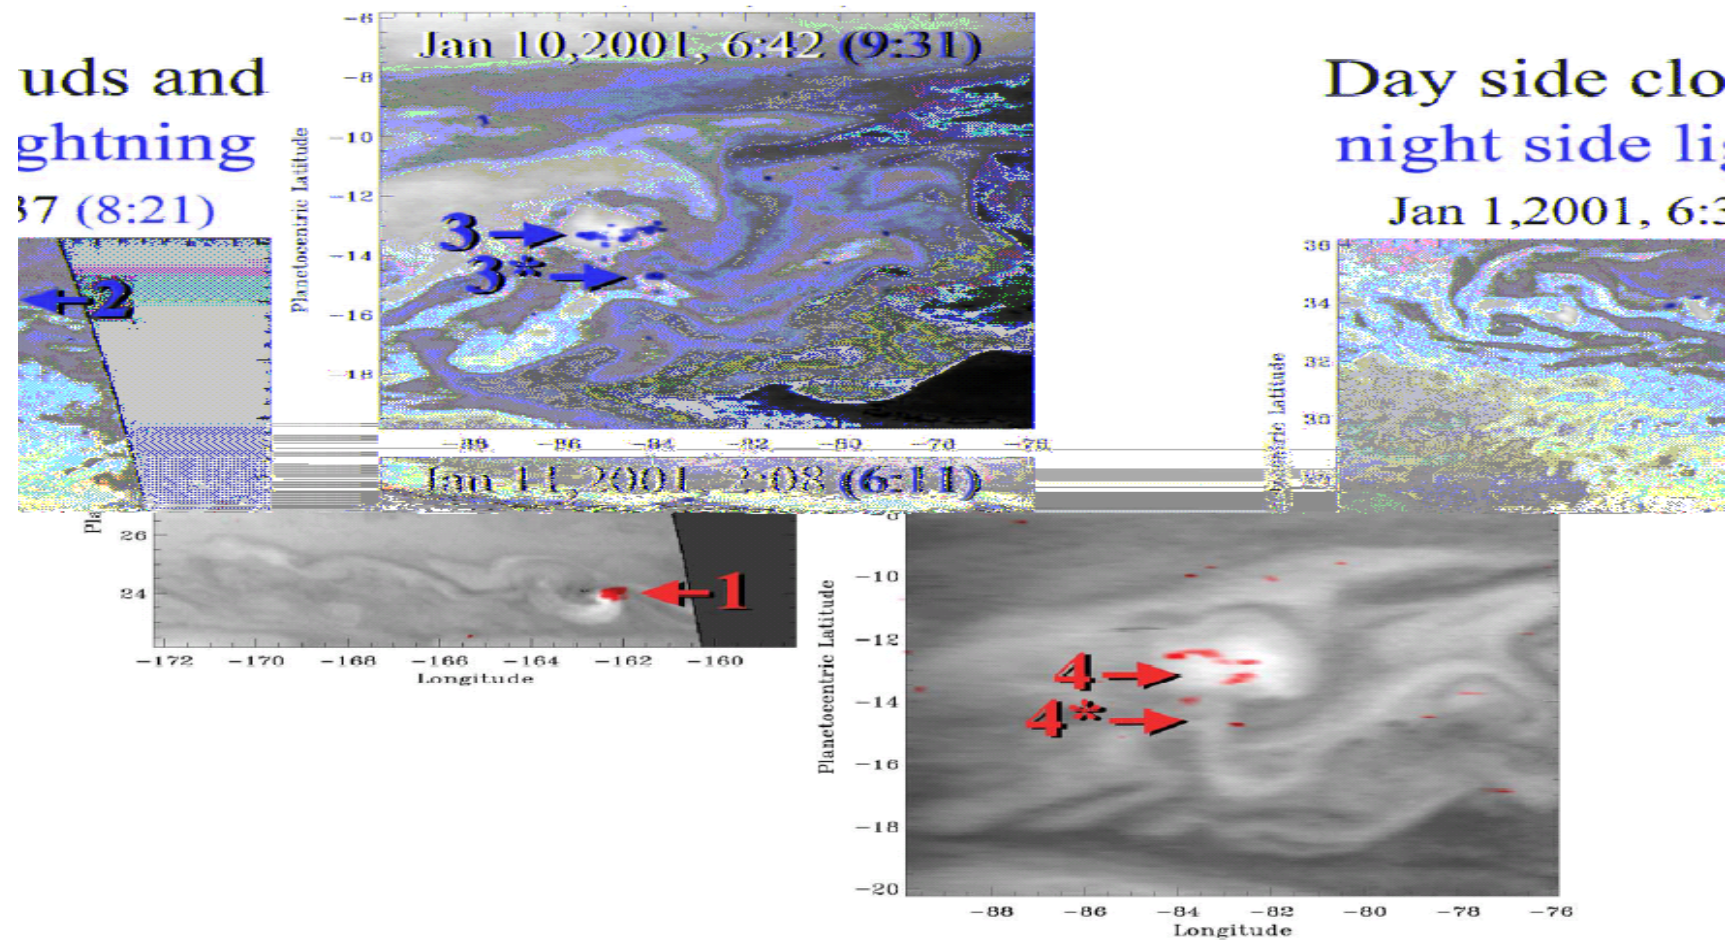 uds and
ghtning
37 (8:21)
2
Jan 10,2001, 6:42 (9:31)
Planetocentric Latitude
-8
-10
-12
-14
-16
-18
3
3*
-88 -86 -84 -82 -80 -78 -76
Jan 11,2001, 2:08 (6:11)
Day side clo
night side lig
Jan 1,2001, 6:3
36
34
32
30
Latitude
26
24
1
-172 -170 -168 -166 -164 -162 -160
Longitude
Planetocentric Latitude
-10
-12
-14
-16
-18
-20
4
4*
-88 -86 -84 -82 -80 -78 -76
Longitude